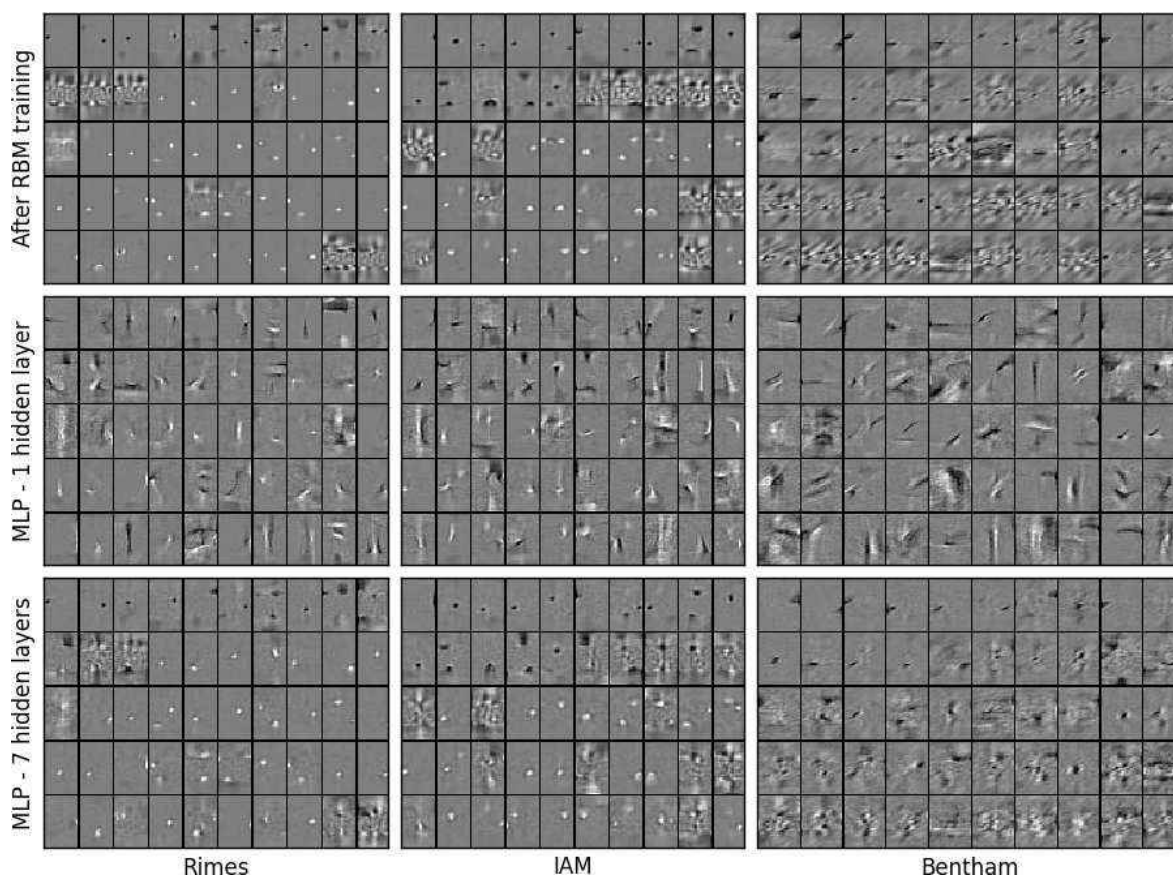 After RBM training
MLP - 1 hidden layer
MLP - 7 hidden layers
Rimes
IAM
Bentham